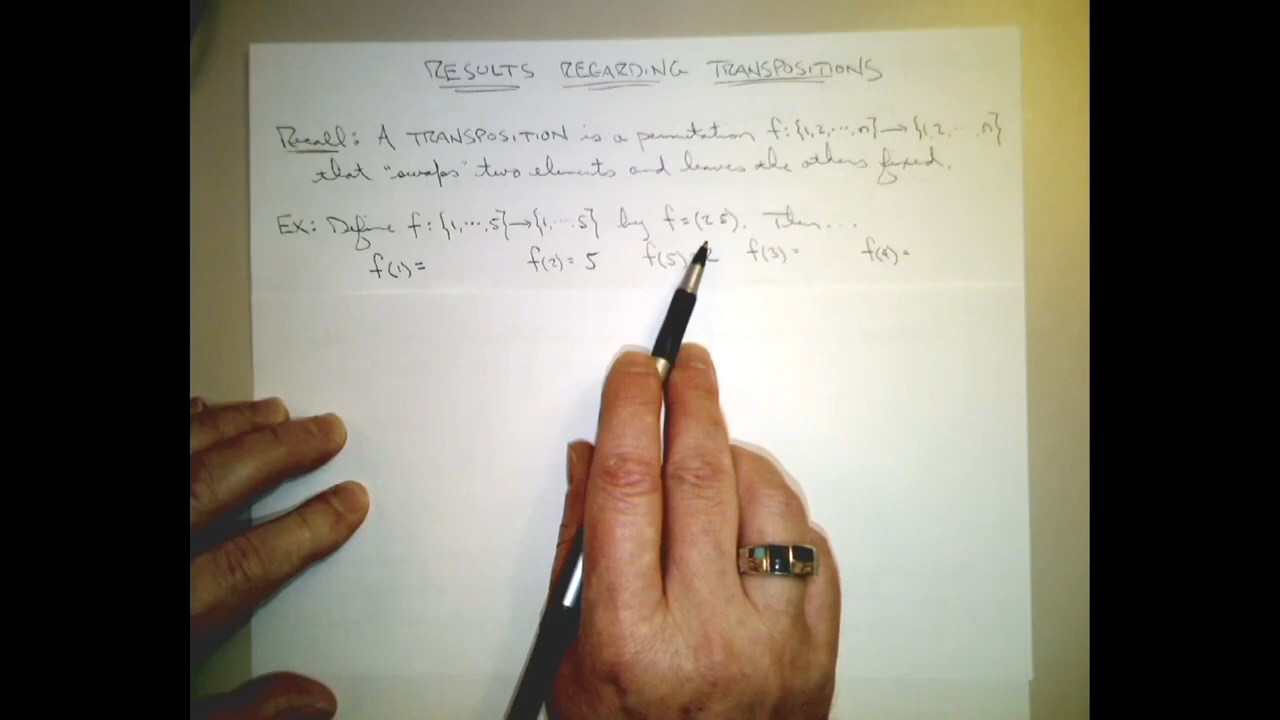 RESULTS REGARDING TRANSPOSITIONS
Recall: A TRANSPOSITION is a permutation f: {1,2,⋯,n}→{1,2,⋯,n}
that "swaps" two elements and leaves the others fixed.
Ex: Define f: {1,⋯,5}→{1,⋯5} by f=(2 5). Then...
f(1)= f(2)=5 f(5)=2 f(3)= f(4)=